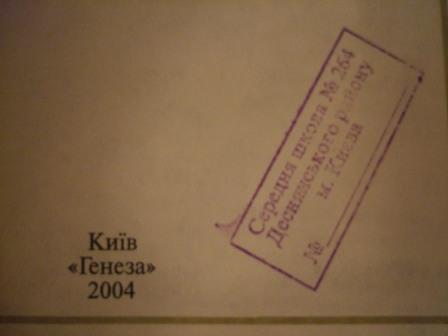 Середня школа № 264
Деснянського району
м. Києва
№
Київ
«Генеза»
2004